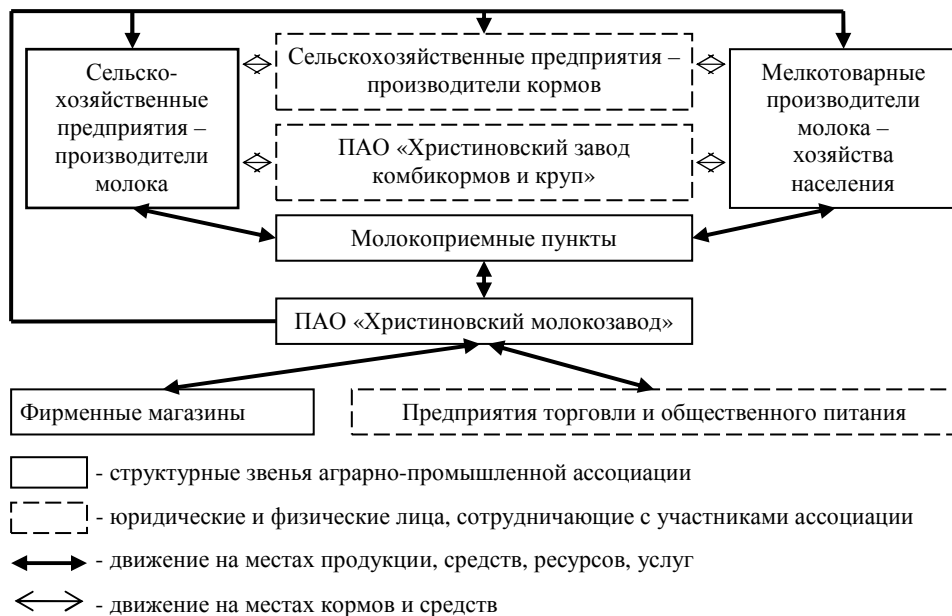 Сельско-
хозяйственные
предприятия –
производители
молока
Сельскохозяйственные предприятия –
производители кормов
ПАО «Христиновский завод
комбикормов и круп»
Мелкотоварные
производители
молока –
хозяйства
населения
Молокоприемные пункты
ПАО «Христиновский молокозавод»
Фирменные магазины
Предприятия торговли и общественного питания
- структурные звенья аграрно-промышленной ассоциации
- юридические и физические лица, сотрудничающие с участниками ассоциации
- движение на местах продукции, средств, ресурсов, услуг
- движение на местах кормов и средств